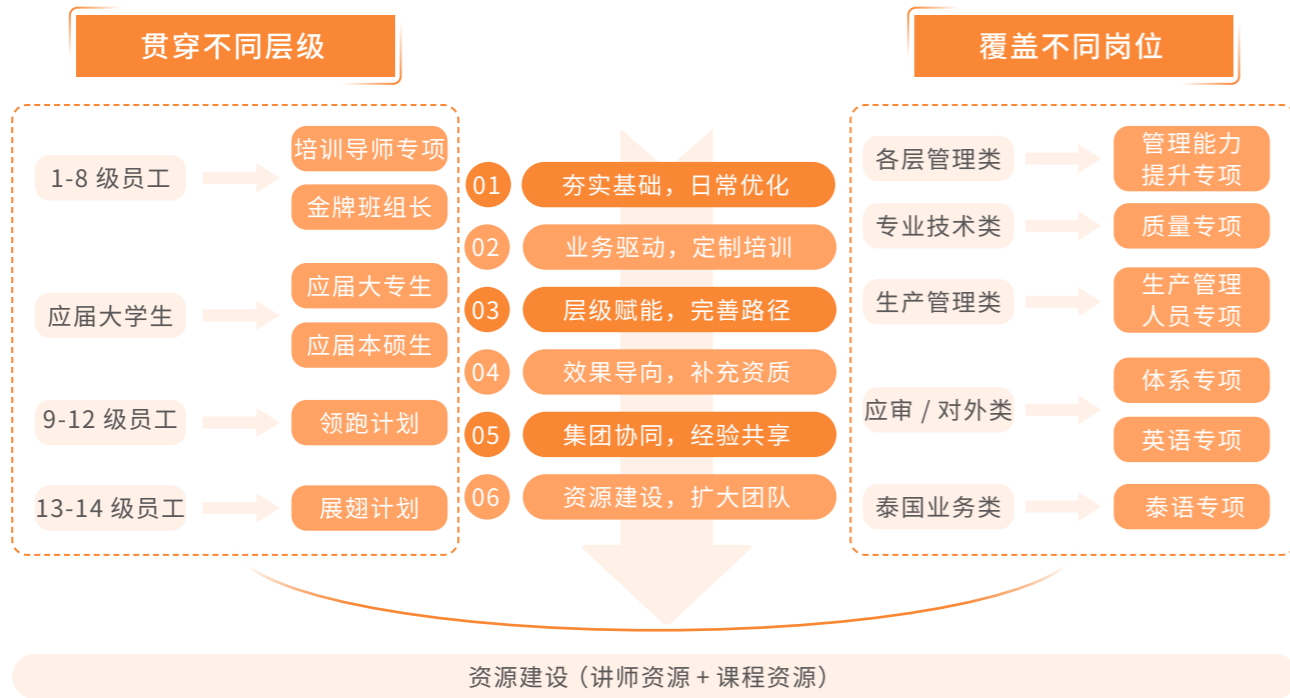 贯穿不同层级
1-8 级员工
培训导师专项
金牌班组长
应届大学生
应届大专生
应届本硕生
9-12 级员工
领跑计划
13-14 级员工
展翅计划
01
夯实基础，日常优化
02
业务驱动，定制培训
03
层级赋能，完善路径
04
效果导向，补充资质
05
集团协同，经验共享
06
资源建设，扩大团队
覆盖不同岗位
各层管理类
管理能力
提升专项
专业技术类
质量专项
生产管理类
生产管理
人员专项
应审 / 对外类
体系专项
英语专项
泰国业务类
泰语专项
资源建设（讲师资源 + 课程资源）